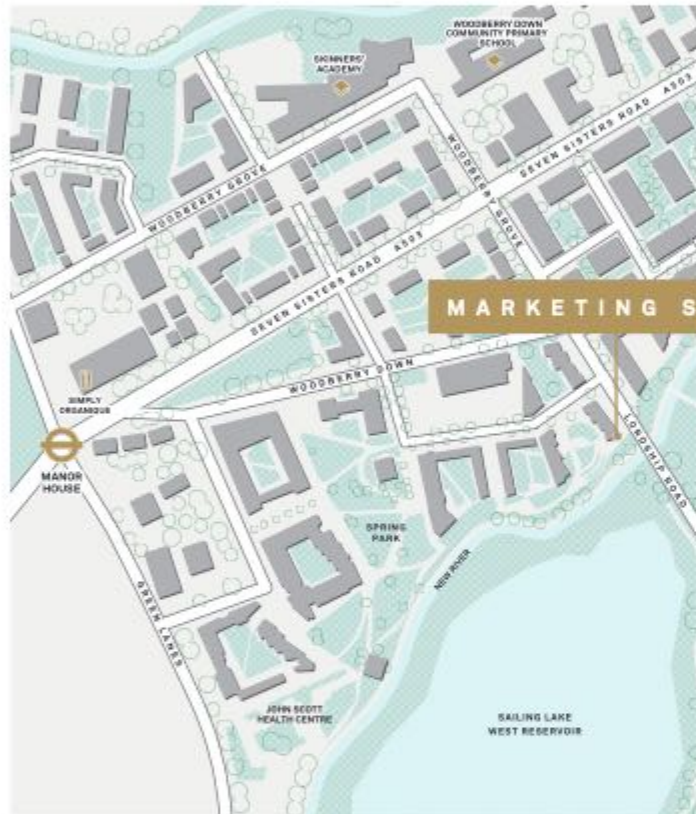 WOODBERRY DOWN
COMMUNITY PRIMARY
SCHOOL
SKINNERS'
ACADEMY
SEVEN SISTERS ROAD A503
WOODBERRY GROVE
WOODBERRY GROVE
SEVEN SISTERS ROAD A503
MARKETING S
WOODBERRY DOWN
SIMPLY
ORGANIQUE
MANOR
HOUSE
LORDSHIP ROAD
SPRING
PARK
NEW RIVER
GREEN LANES
JOHN SCOTT
HEALTH CENTRE
SAILING LAKE
WEST RESERVOIR